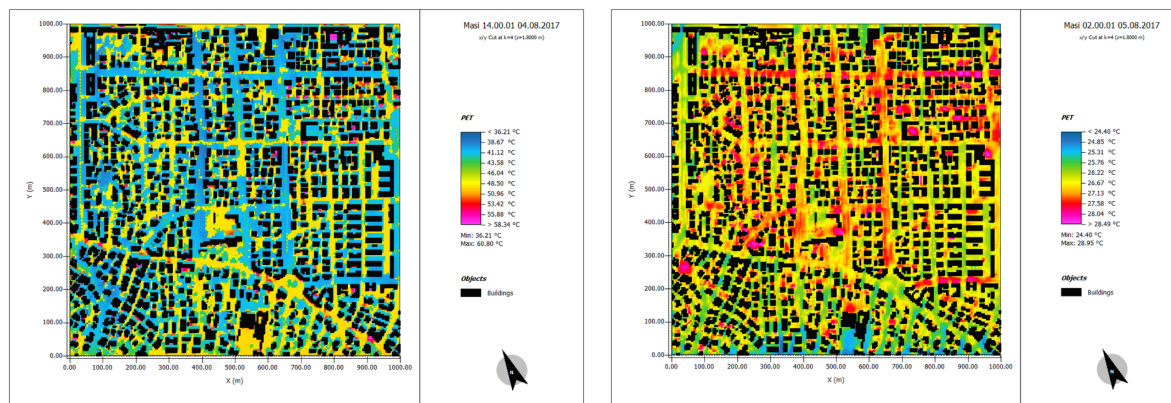 Masi 14.00.01 04.08.2017
x/y Cut at k=4 (z=1.8000 m)
1000.00
900.00
800.00
700.00
600.00
500.00
400.00
300.00
200.00
100.00
0.00
Y (m)
0.00 100.00 200.00 300.00 400.00 500.00 600.00 700.00 800.00 900.00 1000.00
X (m)
PET
< 36.21 °C
38.67 °C
41.12 °C
43.58 °C
46.04 °C
48.50 °C
50.96 °C
53.42 °C
55.88 °C
> 58.34 °C
Min: 36.21 °C
Max: 60.80 °C
Objects
Buildings
N
Masi 02.00.01 05.08.2017
x/y Cut at k=4 (z=1.8000 m)
1000.00
900.00
800.00
700.00
600.00
500.00
400.00
300.00
200.00
100.00
0.00
Y (m)
0.00 100.00 200.00 300.00 400.00 500.00 600.00 700.00 800.00 900.00 1000.00
X (m)
PET
< 24.40 °C
24.85 °C
25.31 °C
25.76 °C
26.22 °C
26.67 °C
27.13 °C
27.58 °C
28.04 °C
> 28.49 °C
Min: 24.40 °C
Max: 28.95 °C
Objects
Buildings
N